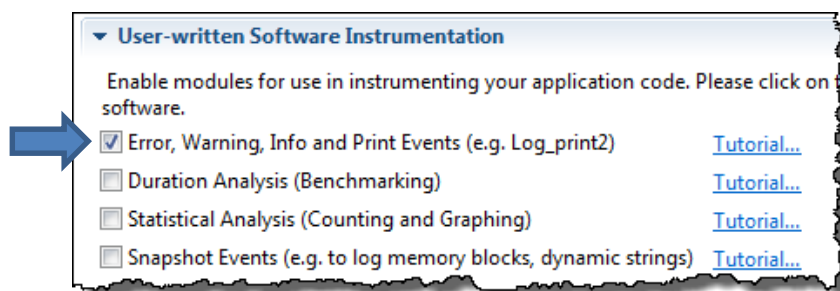 User-written Software Instrumentation
Enable modules for use in instrumenting your application code. Please click on
software.
Error, Warning, Info and Print Events (e.g. Log_print2) Tutorial...
Duration Analysis (Benchmarking) Tutorial...
Statistical Analysis (Counting and Graphing) Tutorial...
Snapshot Events (e.g. to log memory blocks, dynamic strings) Tutorial...